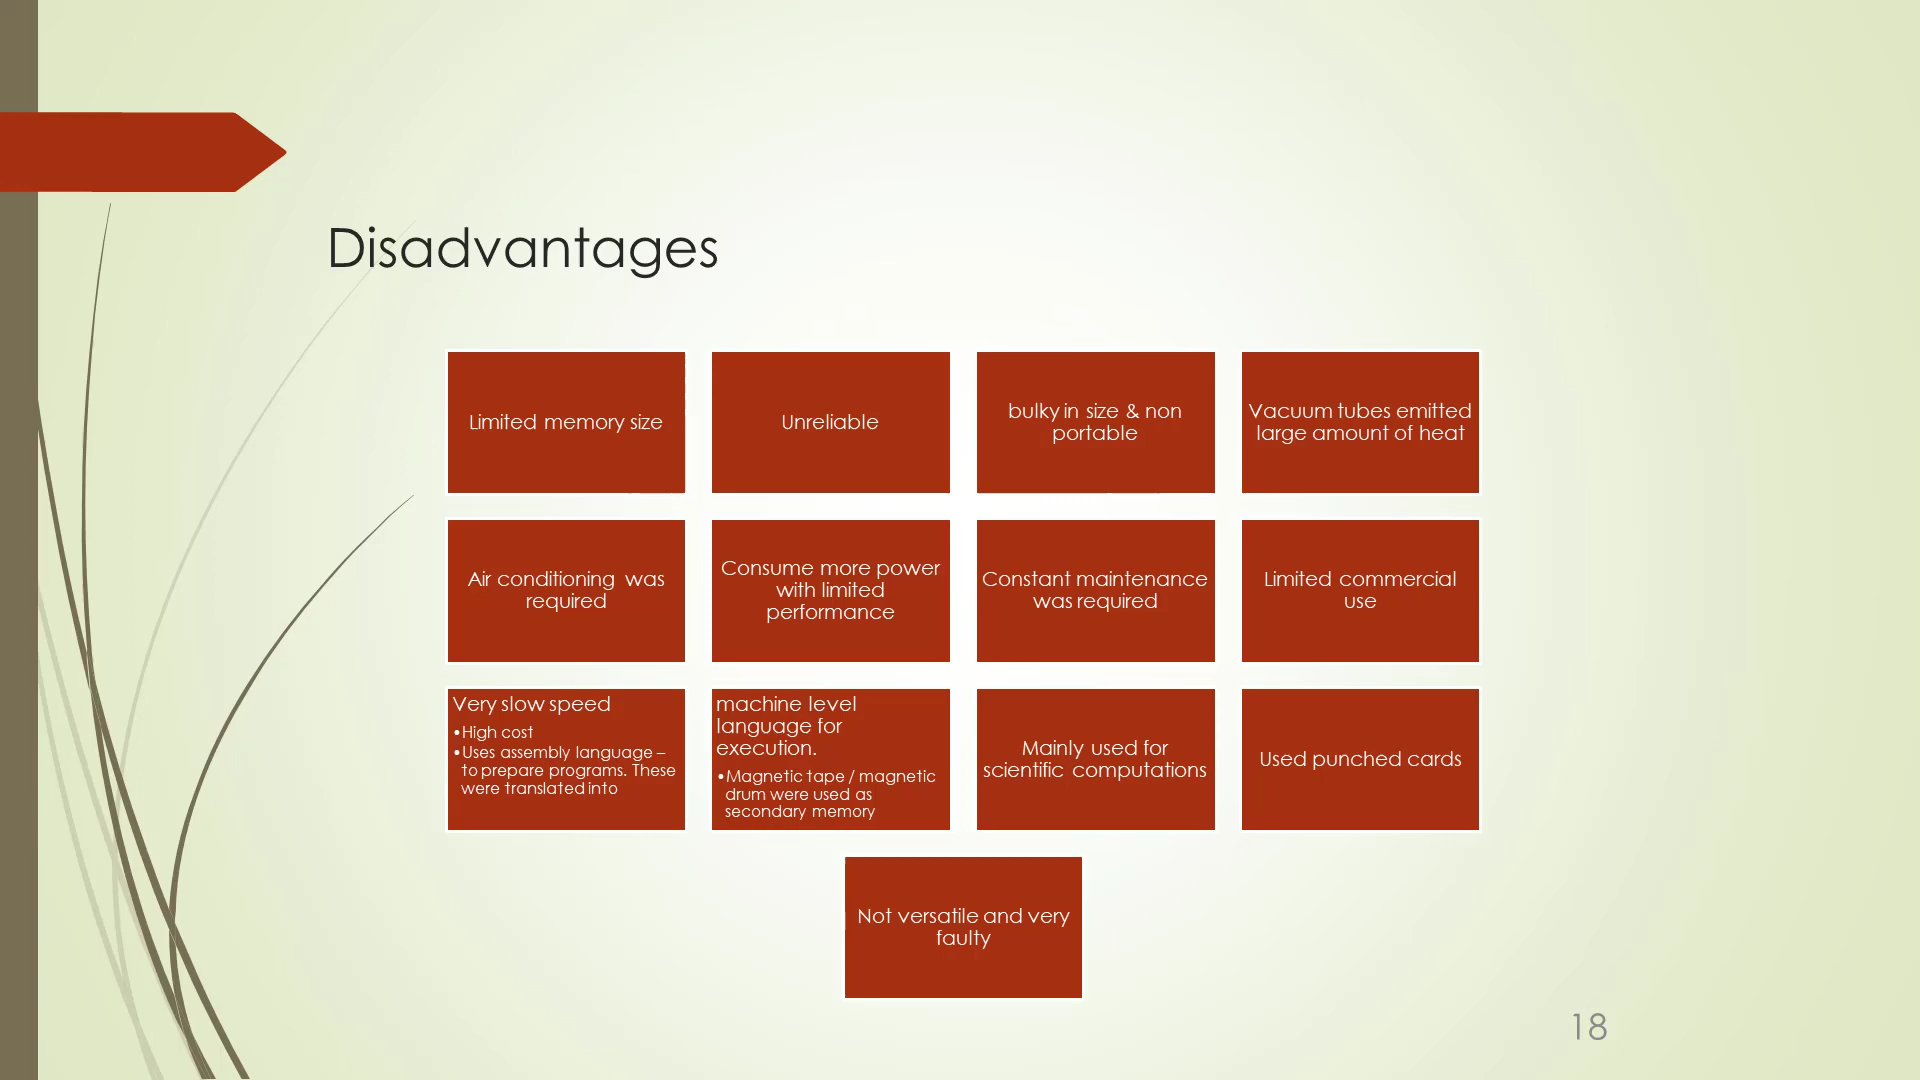 Disadvantages
Limited memory size
Unreliable
bulky in size & non
portable
Vacuum tubes emitted
large amount of heat
Air conditioning was
required
Consume more power
with limited
performance
Constant maintenance
was required
Limited commercial
use
Very slow speed
•High cost
•Uses assembly language –
to prepare programs. These
were translated into
machine level
language for
execution.
•Magnetic tape / magnetic
drum were used as
secondary memory
Mainly used for
scientific computations
Used punched cards
Not versatile and very
faulty
18